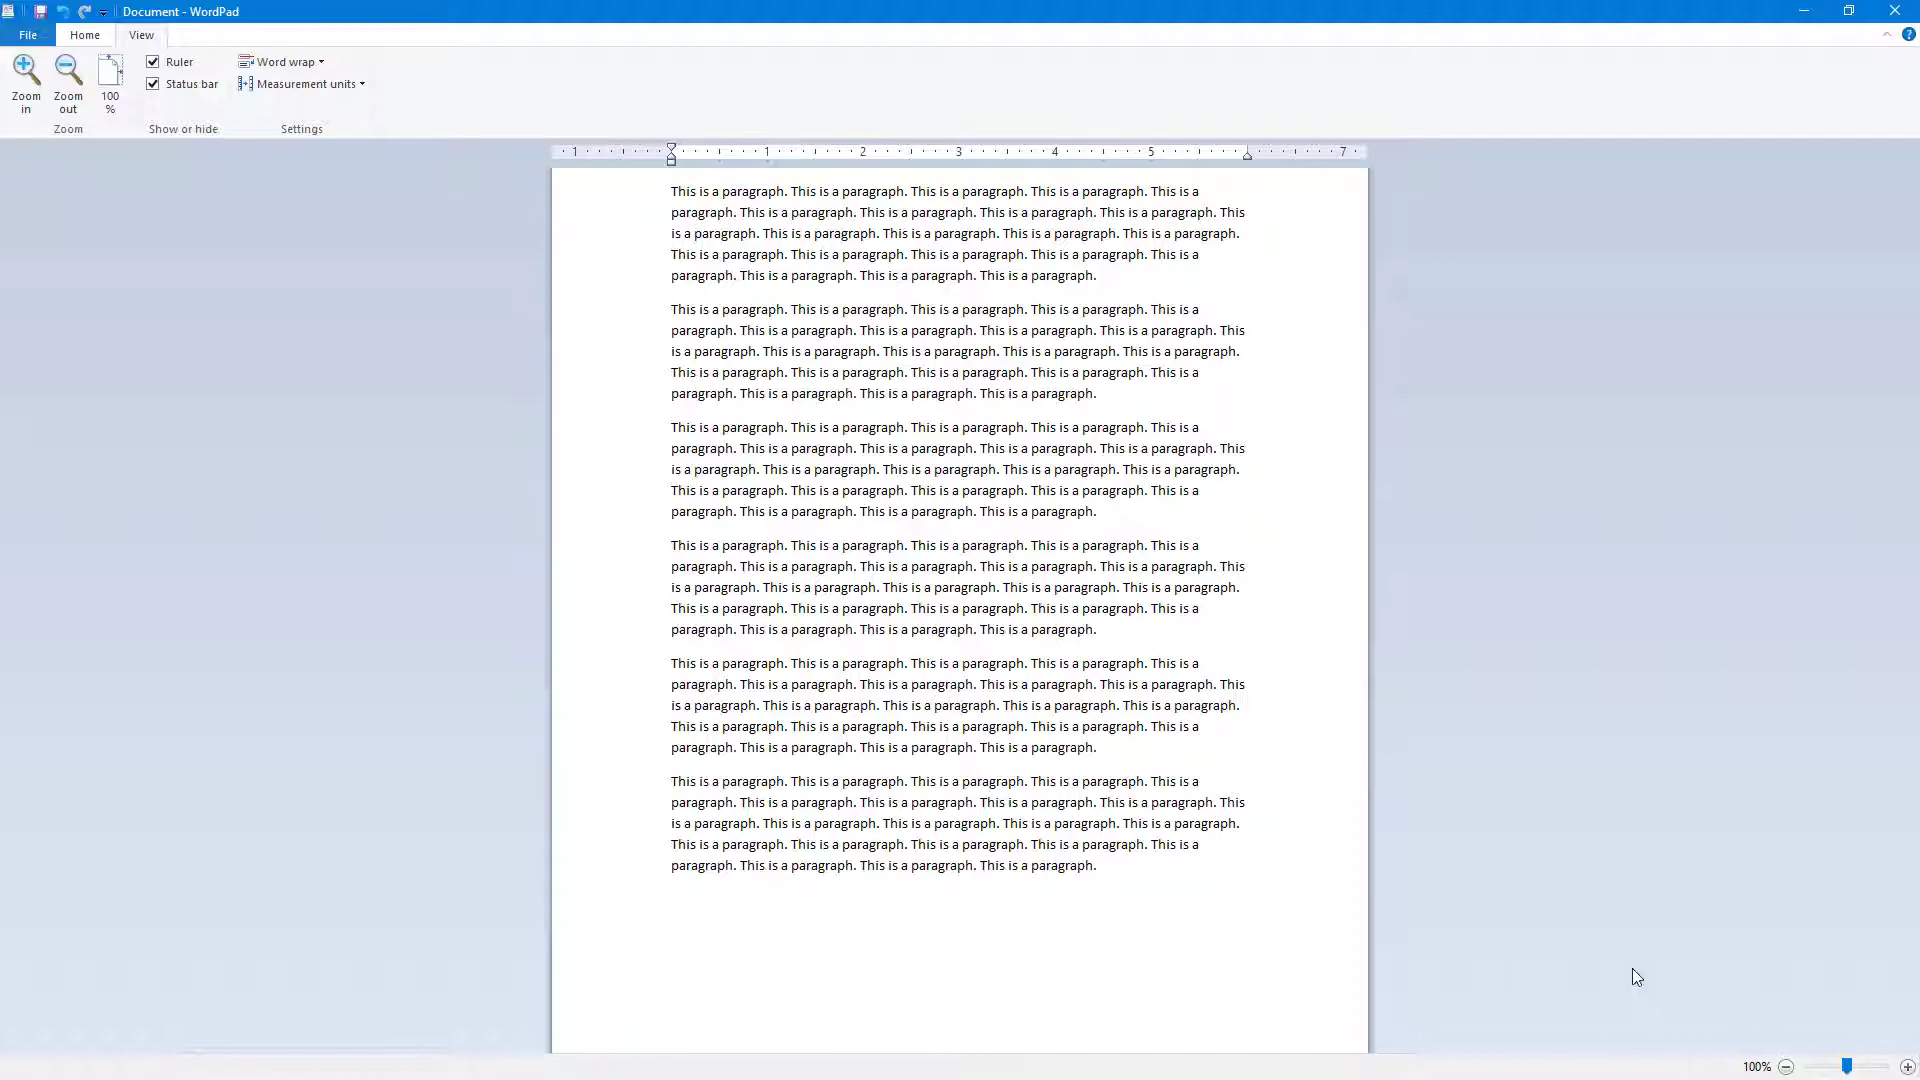 Document - WordPad
File Home View
Zoom in
Zoom out
100 %
Ruler
Status bar
Word wrap
Measurement units
Zoom Show or hide Settings
1 1 2 3 4 5 7
This is a paragraph. This is a paragraph. This is a paragraph. This is a paragraph. This is a
paragraph. This is a paragraph. This is a paragraph. This is a paragraph. This is a paragraph. This
is a paragraph. This is a paragraph. This is a paragraph. This is a paragraph. This is a paragraph.
This is a paragraph. This is a paragraph. This is a paragraph. This is a paragraph. This is a
paragraph. This is a paragraph. This is a paragraph. This is a paragraph.
This is a paragraph. This is a paragraph. This is a paragraph. This is a paragraph. This is a
paragraph. This is a paragraph. This is a paragraph. This is a paragraph. This is a paragraph. This
is a paragraph. This is a paragraph. This is a paragraph. This is a paragraph. This is a paragraph.
This is a paragraph. This is a paragraph. This is a paragraph. This is a paragraph. This is a
paragraph. This is a paragraph. This is a paragraph. This is a paragraph.
This is a paragraph. This is a paragraph. This is a paragraph. This is a paragraph. This is a
paragraph. This is a paragraph. This is a paragraph. This is a paragraph. This is a paragraph. This
is a paragraph. This is a paragraph. This is a paragraph. This is a paragraph. This is a paragraph.
This is a paragraph. This is a paragraph. This is a paragraph. This is a paragraph. This is a
paragraph. This is a paragraph. This is a paragraph. This is a paragraph.
This is a paragraph. This is a paragraph. This is a paragraph. This is a paragraph. This is a
paragraph. This is a paragraph. This is a paragraph. This is a paragraph. This is a paragraph. This
is a paragraph. This is a paragraph. This is a paragraph. This is a paragraph. This is a paragraph.
This is a paragraph. This is a paragraph. This is a paragraph. This is a paragraph. This is a
paragraph. This is a paragraph. This is a paragraph. This is a paragraph.
This is a paragraph. This is a paragraph. This is a paragraph. This is a paragraph. This is a
paragraph. This is a paragraph. This is a paragraph. This is a paragraph. This is a paragraph. This
is a paragraph. This is a paragraph. This is a paragraph. This is a paragraph. This is a paragraph.
This is a paragraph. This is a paragraph. This is a paragraph. This is a paragraph. This is a
paragraph. This is a paragraph. This is a paragraph. This is a paragraph.
This is a paragraph. This is a paragraph. This is a paragraph. This is a paragraph. This is a
paragraph. This is a paragraph. This is a paragraph. This is a paragraph. This is a paragraph. This
is a paragraph. This is a paragraph. This is a paragraph. This is a paragraph. This is a paragraph.
This is a paragraph. This is a paragraph. This is a paragraph. This is a paragraph. This is a
paragraph. This is a paragraph. This is a paragraph. This is a paragraph.
100%